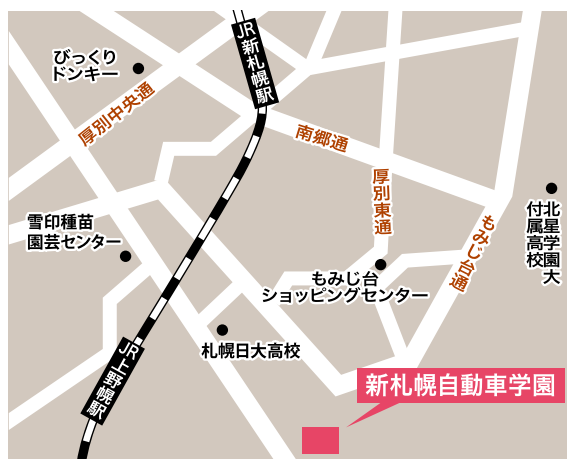 JR新札幌駅
びっくり
ドンキー
厚別中央通
南郷通
厚別東通
もみじ台通
北星学園大
付属高校
雪印種苗
園芸センター
もみじ台
ショッピングセンター
札幌日大高校
JR上野幌駅
新札幌自動車学園